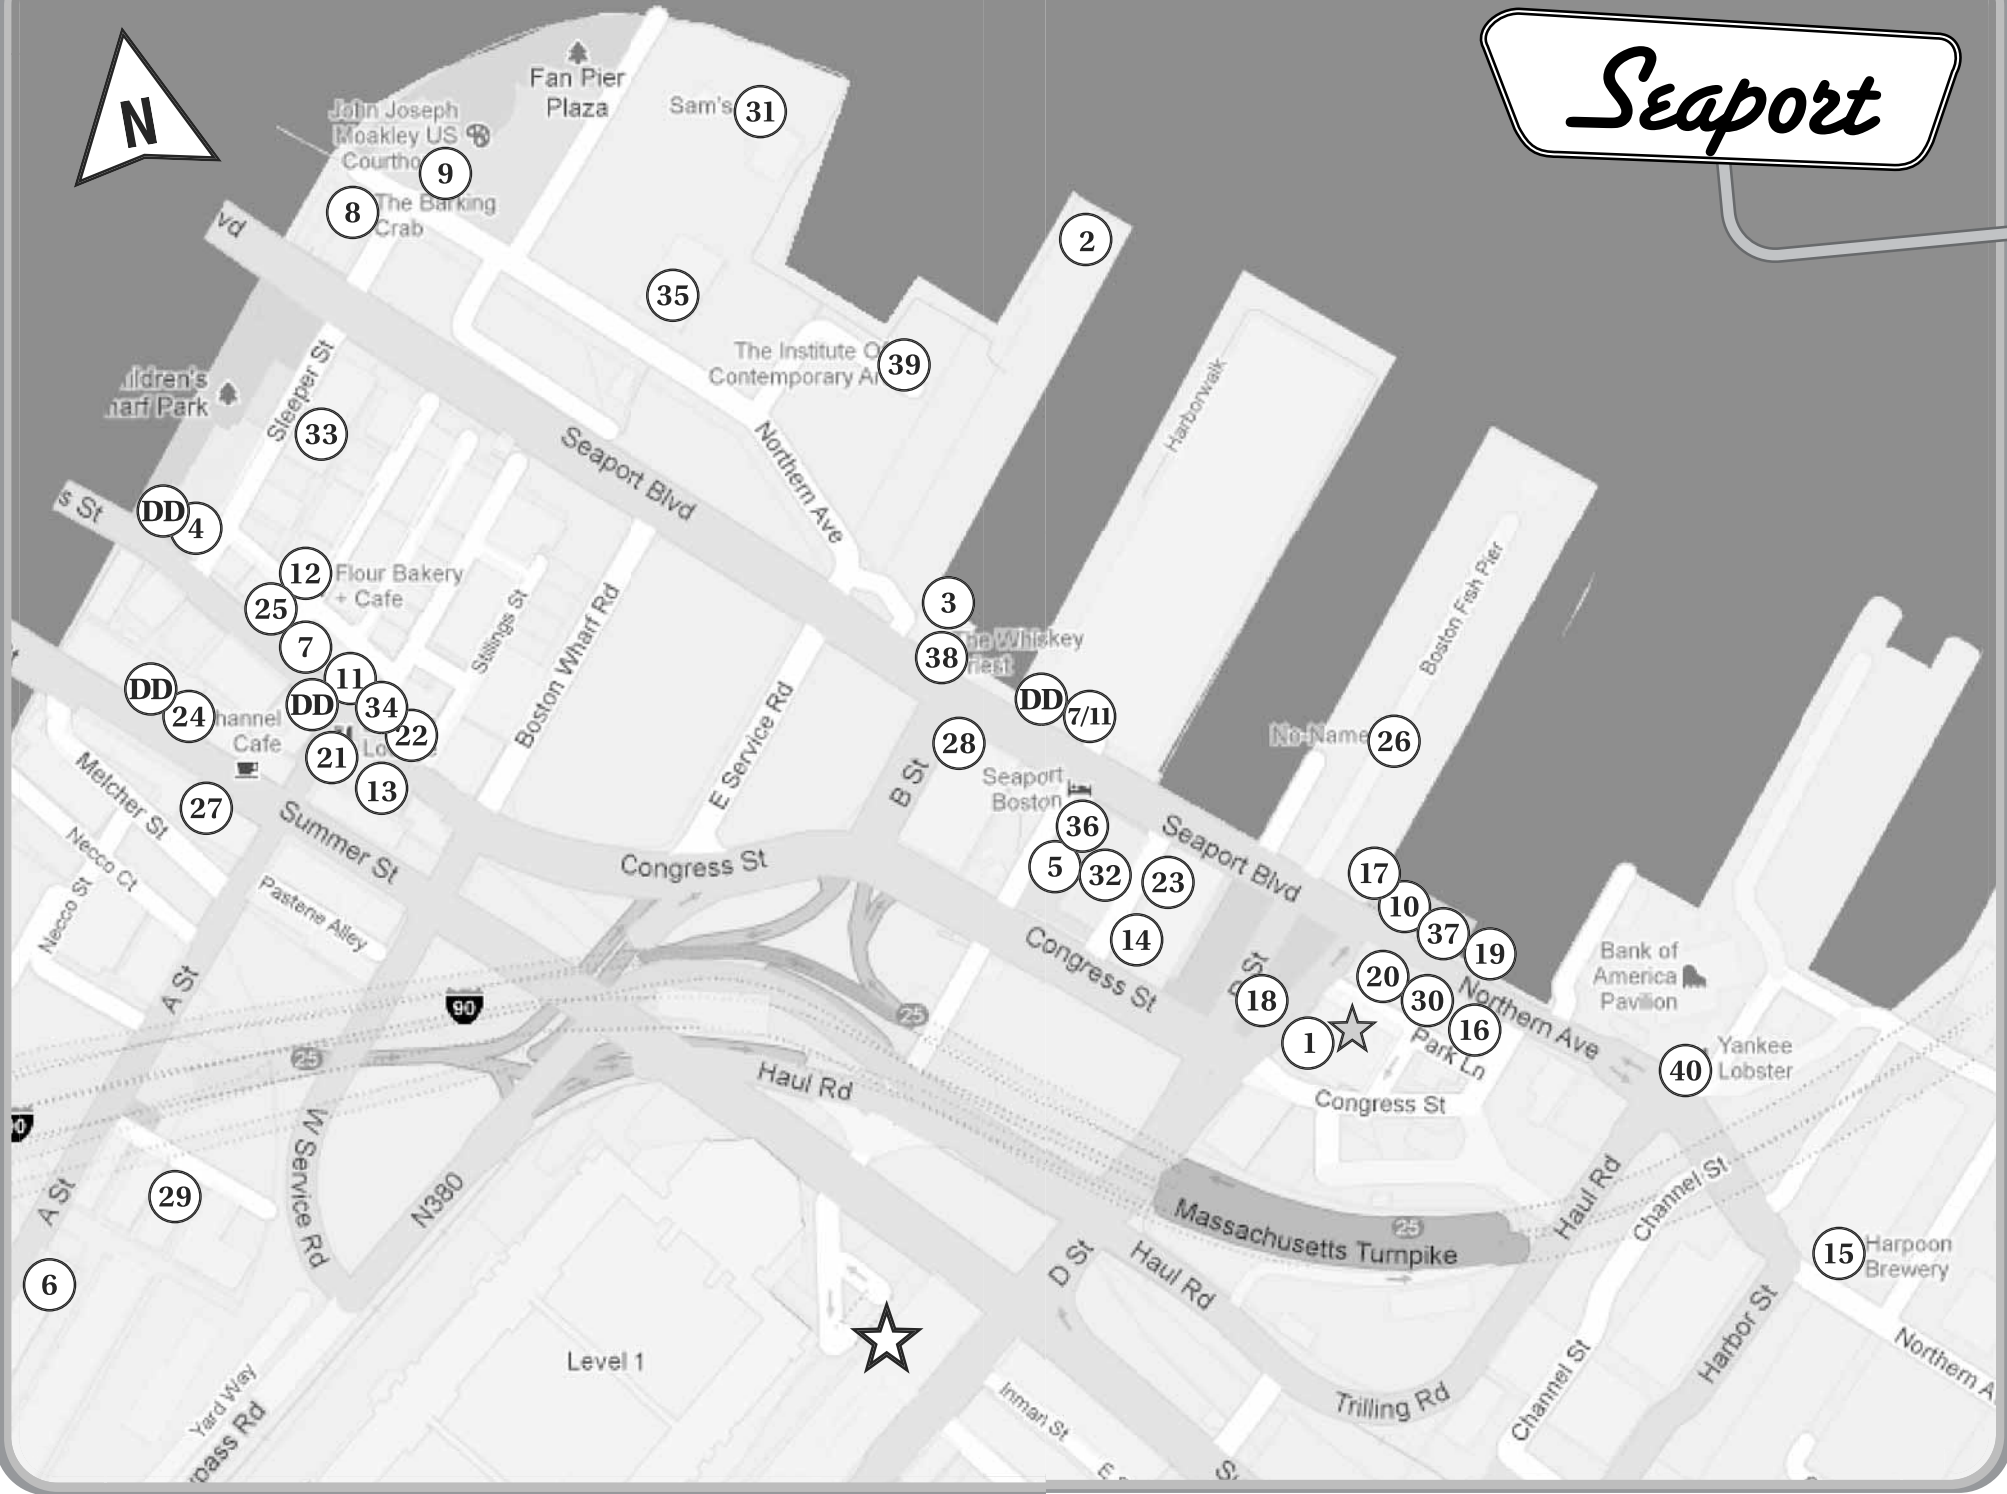 Seaport
N
Fan Pier
Plaza
John Joseph
Moakley US
Courtho
Sam's
31
9
8
The Barking
Crab
vd
2
35
The Institute O
Contemporary Ar
39
Harborwalk
Sleeper St
ildren's
harf Park
33
Seaport Blvd
Northern Ave
s St
DD
4
12
Flour Bakery
+ Cafe
25
7
11
Stillings St
Boston Wharf Rd
3
38
he Whiskey
riest
Boston Fish Pier
DD
24
hannel
Cafe
DD
34
22
21
13
27
Melcher St
Summer St
Necco Ct
Necco St
Pastene Alley
E Service Rd
B St
28
DD
7/11
No-Name
26
Seaport
Boston
36
5
32
23
14
Seaport Blvd
Congress St
Congress St
17
10
37
19
20
30
16
18
1
Northern Ave
Park Ln
Congress St
Bank of
America
Pavilion
40
Yankee
Lobster
A St
90
25
25
Haul Rd
W Service Rd
N380
A St
29
6
Massachusetts Turnpike
25
Haul Rd
Channel St
15
Harpoon
Brewery
D St
Haul Rd
Harbor St
Level 1
Yard Way
pass Rd
Inman St
Trilling Rd
Channel St
Northern A